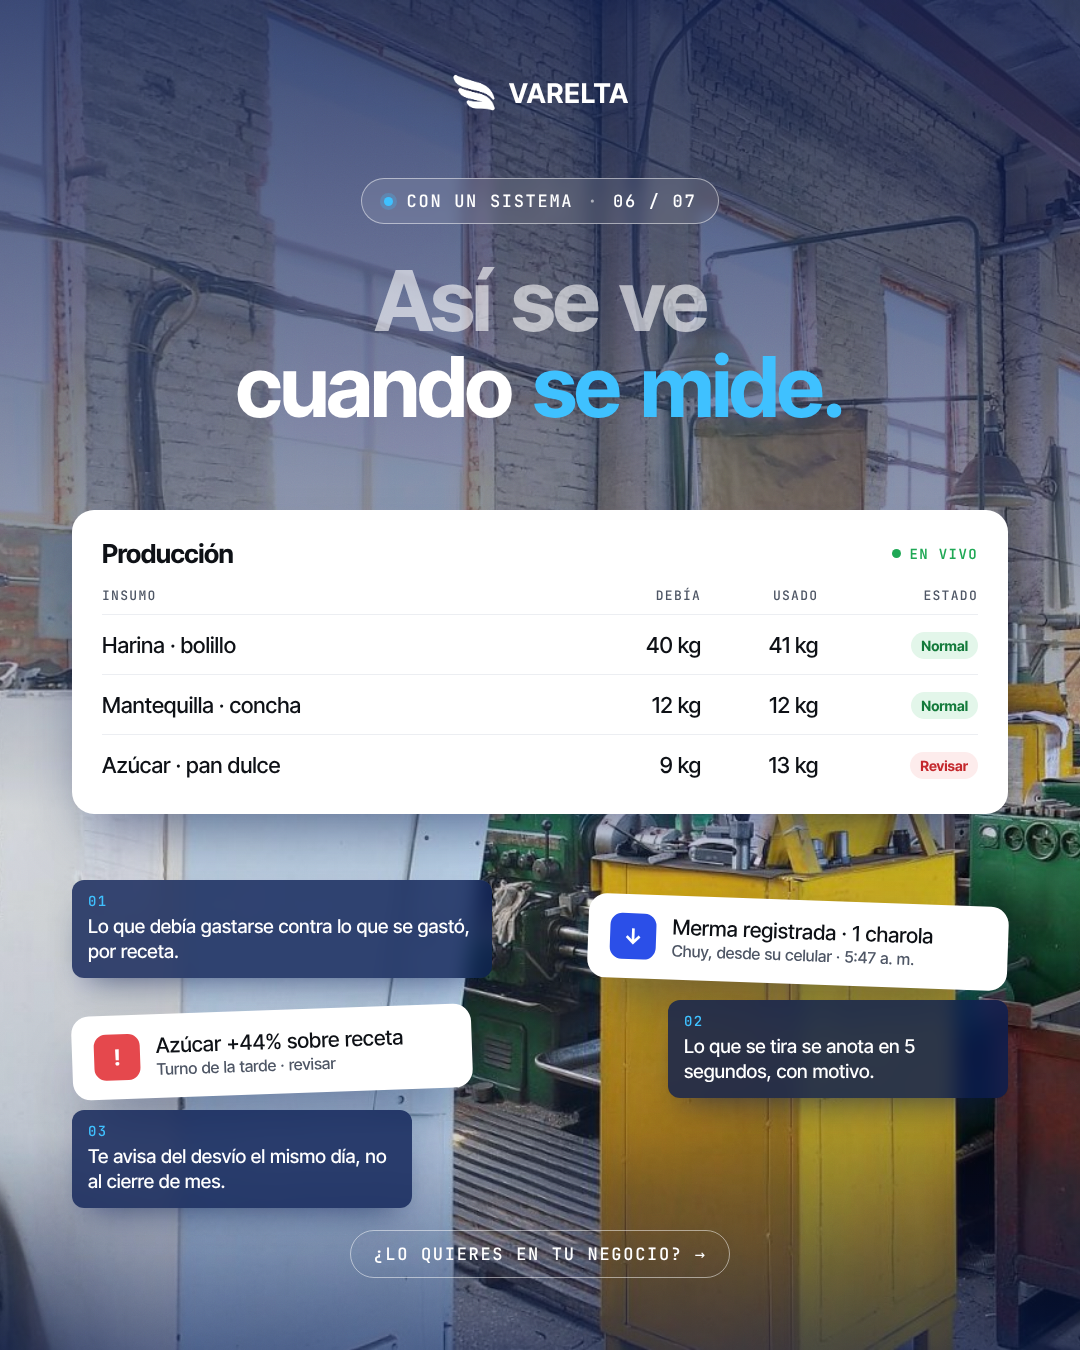 VARELTA
CON UN SISTEMA · 06 / 07
Así se ve
cuando se mide.
Producción
EN VIVO
INSUMO DEBÍA USADO ESTADO
Harina · bolillo 40 kg 41 kg Normal
Mantequilla · concha 12 kg 12 kg Normal
Azúcar · pan dulce 9 kg 13 kg Revisar
01
Lo que debía gastarse contra lo que se gastó,
por receta.
Merma registrada · 1 charola
Chuy, desde su celular · 5:47 a. m.
02
Lo que se tira se anota en 5
segundos, con motivo.
! Azúcar +44% sobre receta
Turno de la tarde · revisar
03
Te avisa del desvío el mismo día, no
al cierre de mes.
¿LO QUIERES EN TU NEGOCIO? →